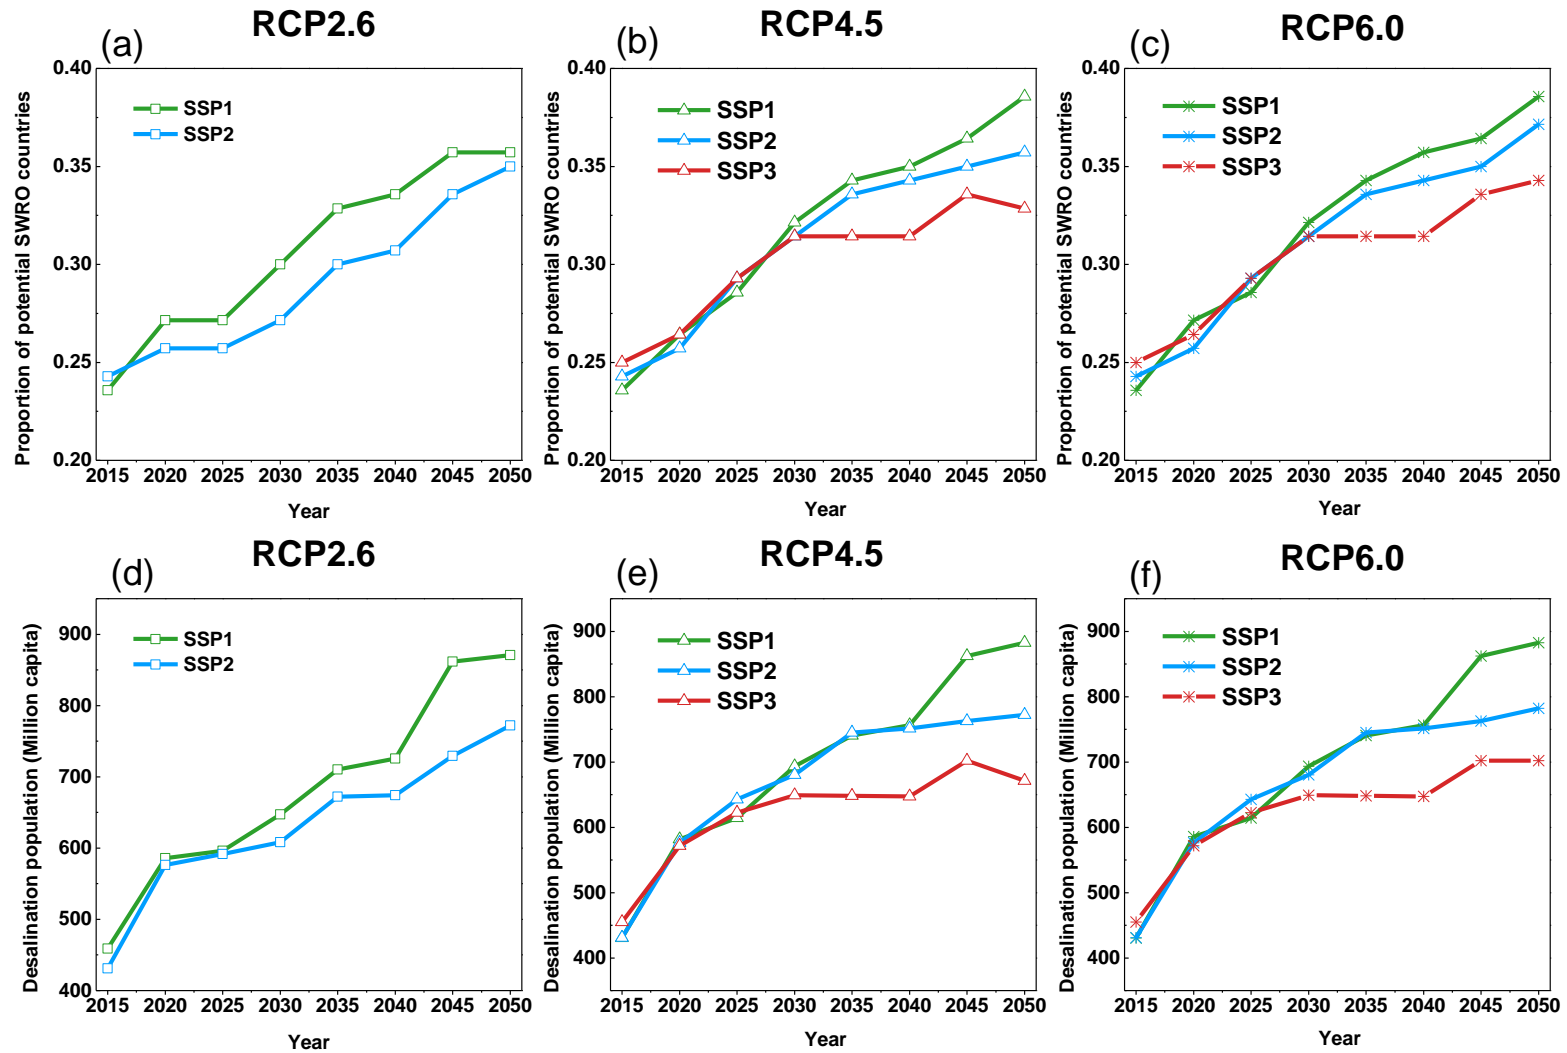 RCP2.6
(a)
0.40
0.35
0.30
0.25
0.20
Proportion of potential SWRO countries
SSP1
SSP2
2015 2020 2025 2030 2035 2040 2045 2050
Year
RCP4.5
(b)
0.40
0.35
0.30
0.25
0.20
Proportion of potential SWRO countries
SSP1
SSP2
SSP3
2015 2020 2025 2030 2035 2040 2045 2050
Year
RCP6.0
(c)
0.40
0.35
0.30
0.25
0.20
Proportion of potential SWRO countries
SSP1
SSP2
SSP3
2015 2020 2025 2030 2035 2040 2045 2050
Year
RCP2.6
(d)
900
800
700
600
500
400
Desalination population (Million capita)
SSP1
SSP2
2015 2020 2025 2030 2035 2040 2045 2050
Year
RCP4.5
(e)
900
800
700
600
500
400
Desalination population (Million capita)
SSP1
SSP2
SSP3
2015 2020 2025 2030 2035 2040 2045 2050
Year
RCP6.0
(f)
900
800
700
600
500
400
Desalination population (Million capita)
SSP1
SSP2
SSP3
2015 2020 2025 2030 2035 2040 2045 2050
Year